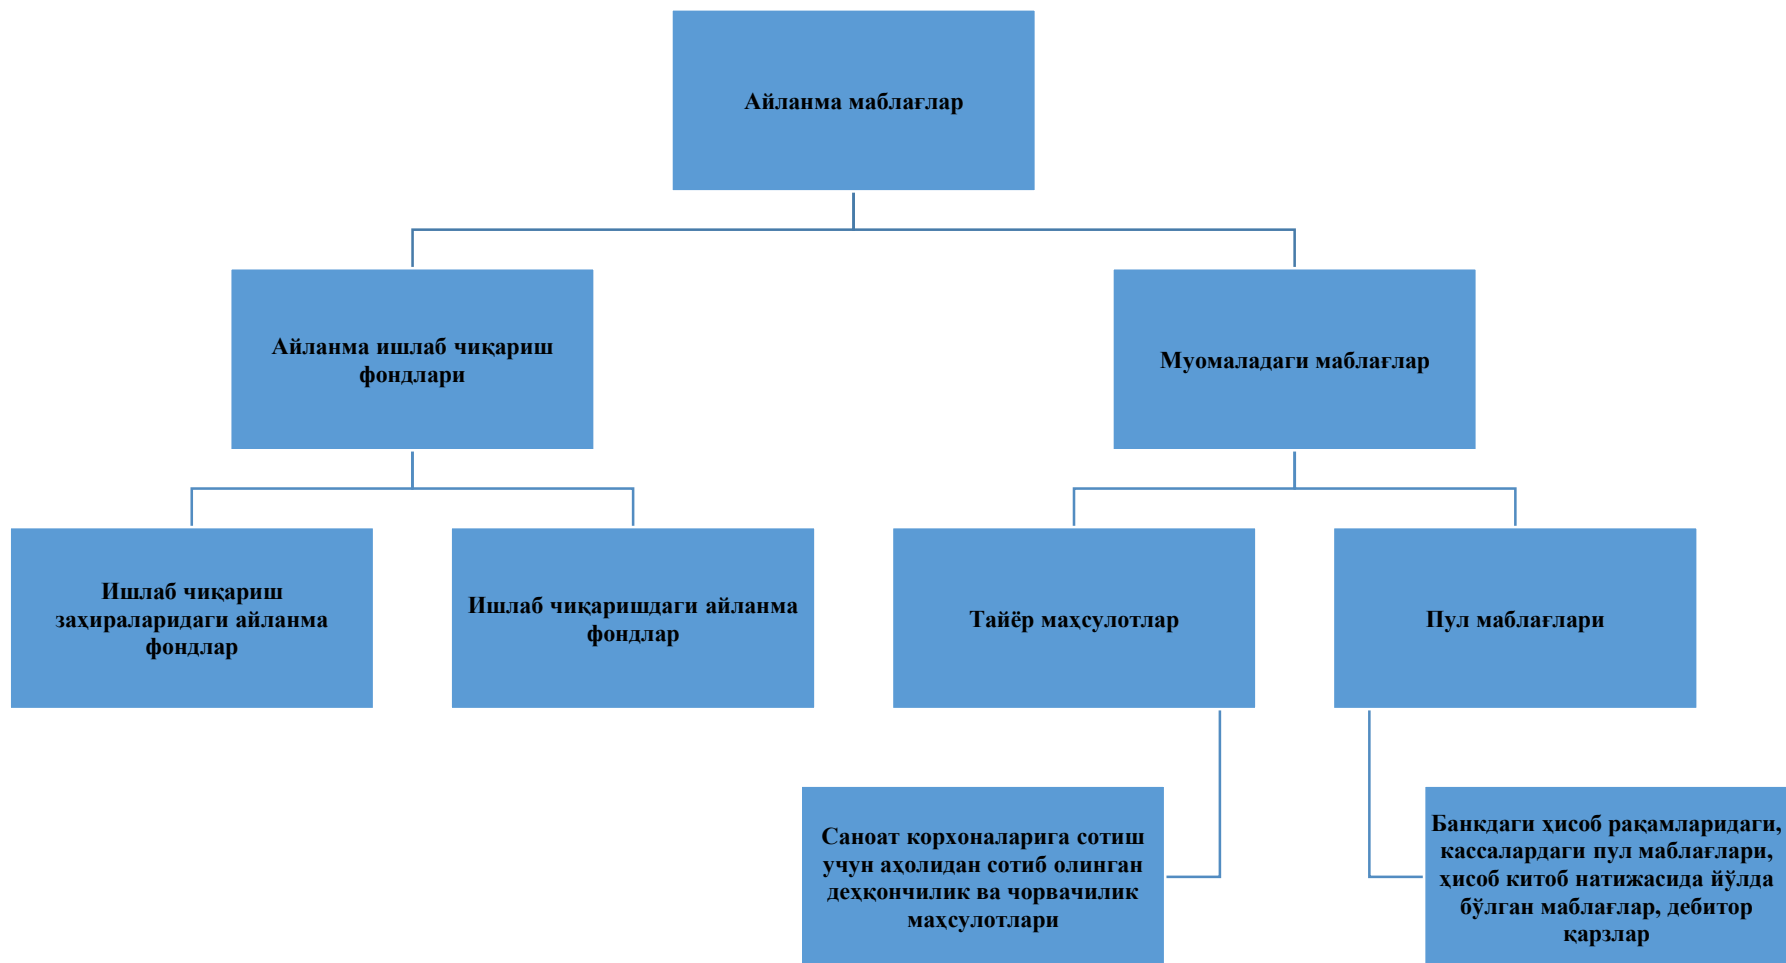 Айланма маблағлар
Айланма ишлаб чиқариш
фондлари
Муомаладаги маблағлар
Ишлаб чиқариш
заҳираларидаги айланма
фондлар
Ишлаб чиқаришдаги айланма
фондлар
Тайёр маҳсулотлар
Пул маблағлари
Саноат корхоналарига сотиш
учун аҳолидан сотиб олинган
деҳқончилик ва чорвачилик
маҳсулотлари
Банкдаги ҳисоб рақамларидаги,
кассалардаги пул маблағлари,
ҳисоб китоб натижасида йўлда
бўлган маблағлар, дебитор
қарзлар